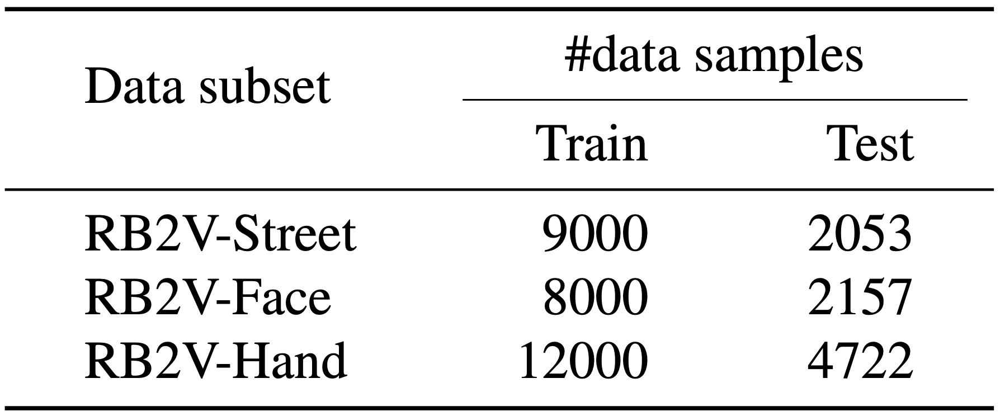 #data samples
Data subset
Train Test
RB2V-Street 9000 2053
RB2V-Face 8000 2157
RB2V-Hand 12000 4722